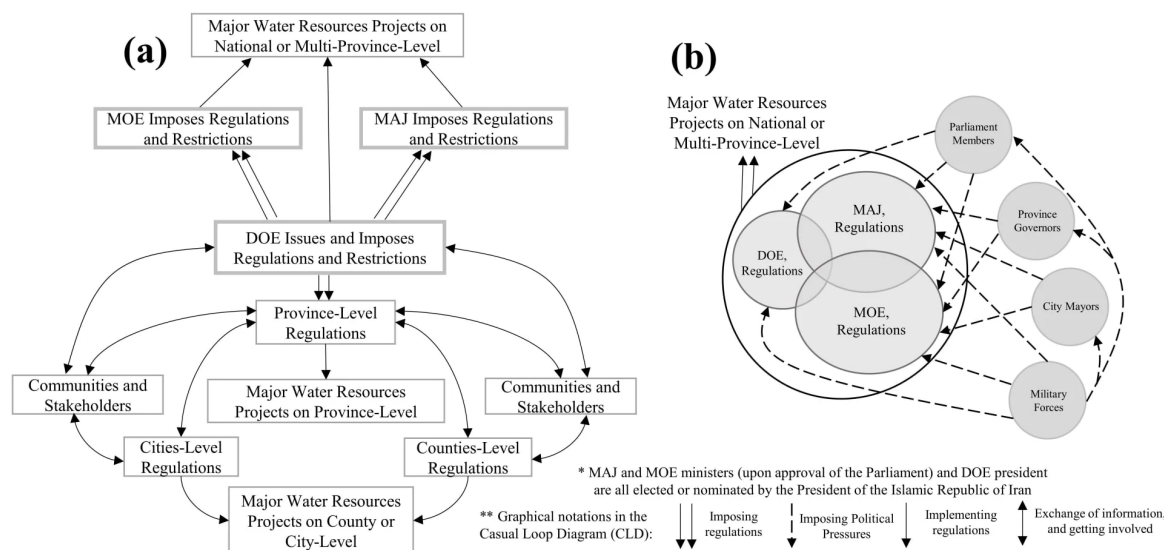 (a)
Major Water Resources Projects on
National or Multi-Province-Level
MOE Imposes Regulations
and Restrictions
MAJ Imposes Regulations
and Restrictions
DOE Issues and Imposes
Regulations and Restrictions
Province-Level
Regulations
Communities and
Stakeholders
Major Water Resources
Projects on Province-Level
Communities and
Stakeholders
Cities-Level
Regulations
Counties-Level
Regulations
Major Water Resources
Projects on County or
City-Level
(b)
Major Water Resources
Projects on National or
Multi-Province-Level
Parliament
Members
MAJ,
Regulations
Province
Governors
DOE,
Regulations
MOE,
Regulations
City Mayors
Military
Forces
* MAJ and MOE ministers (upon approval of the Parliament) and DOE president
are all elected or nominated by the President of the Islamic Republic of Iran
** Graphical notations in the
Casual Loop Diagram (CLD):
Imposing
regulations
Imposing Political
Pressures
Implementing
regulations
Exchange of information,
and getting involved